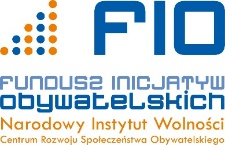 FIO
FUNDUSZ INICJATYW
OBYWATELSKICH
Narodowy Instytut Wolności
Centrum Rozwoju Społeczeństwa Obywatelskiego